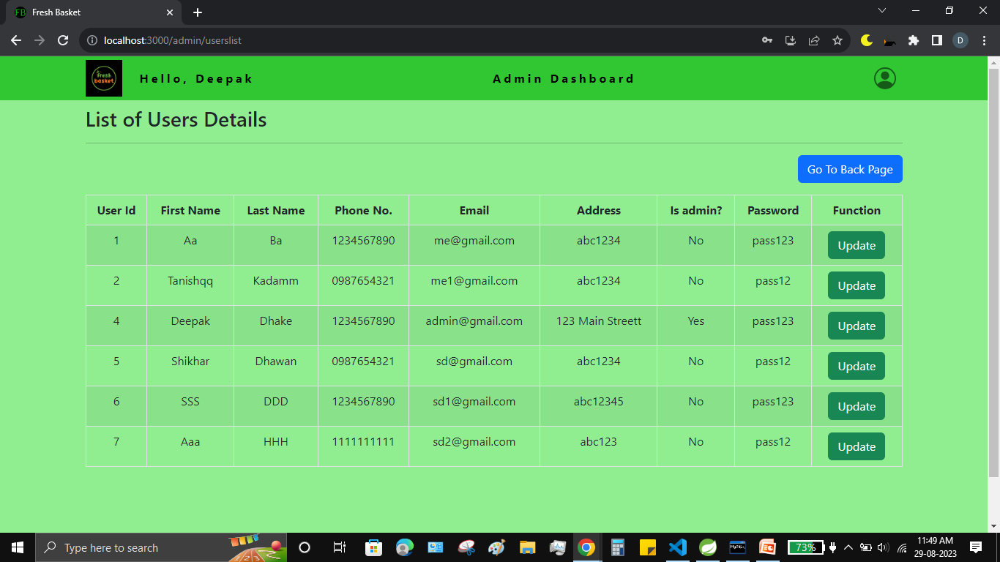 FB Fresh Basket
localhost:3000/admin/userslist
D
Fresh basket
Hello, Deepak Admin Dashboard
List of Users Details
Go To Back Page
User Id First Name Last Name Phone No. Email Address Is admin? Password Function
1 Aa Ba 1234567890 me@gmail.com abc1234 No pass123 Update
2 Tanishqq Kadamm 0987654321 me1@gmail.com abc1234 No pass12 Update
4 Deepak Dhake 1234567890 admin@gmail.com 123 Main Streett Yes pass123 Update
5 Shikhar Dhawan 0987654321 sd@gmail.com abc1234 No pass12 Update
6 SSS DDD 1234567890 sd1@gmail.com abc12345 No pass123 Update
7 Aaa HHH 1111111111 sd2@gmail.com abc123 No pass12 Update
Type here to search
MySQL
73%
11:49 AM
29-08-2023